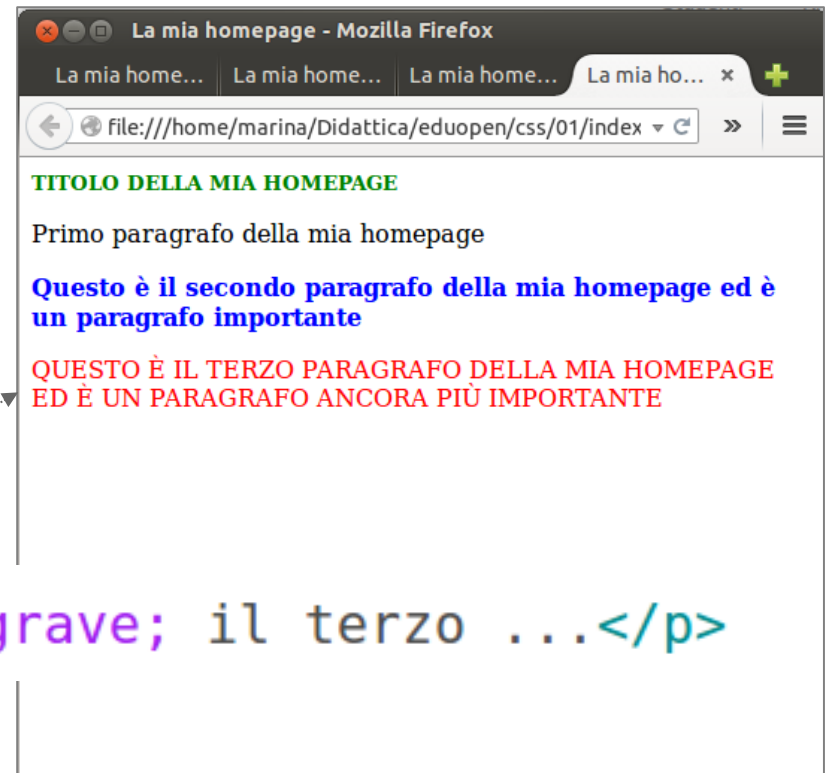 La mia homepage - Mozilla Firefox
La mia home... La mia home... La mia home... La mia ho... ×
file:///home/marina/Didattica/eduopen/css/01/index
TITOLO DELLA MIA HOMEPAGE
Primo paragrafo della mia homepage
Questo è il secondo paragrafo della mia homepage ed è
un paragrafo importante
QUESTO È IL TERZO PARAGRAFO DELLA MIA HOMEPAGE
ED È UN PARAGRAFO ANCORA PIÙ IMPORTANTE
grave; il terzo ...</p>